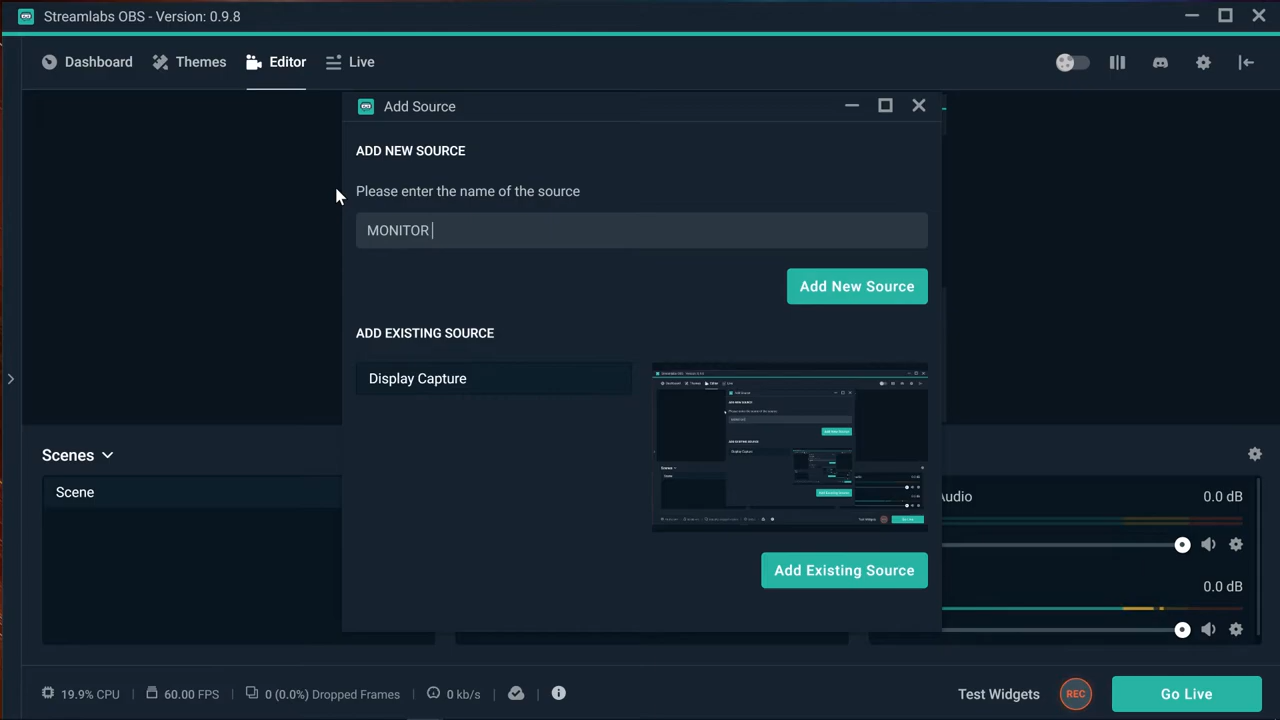 Streamlabs OBS - Version: 0.9.8
Dashboard
Themes
Editor
Live
Add Source
ADD NEW SOURCE
Please enter the name of the source
MONITOR
Add New Source
ADD EXISTING SOURCE
Display Capture
Add Existing Source
Scenes
Scene
Audio
0.0 dB
0.0 dB
19.9% CPU
60.00 FPS
0 (0.0%) Dropped Frames
0 kb/s
Test Widgets
REC
Go Live